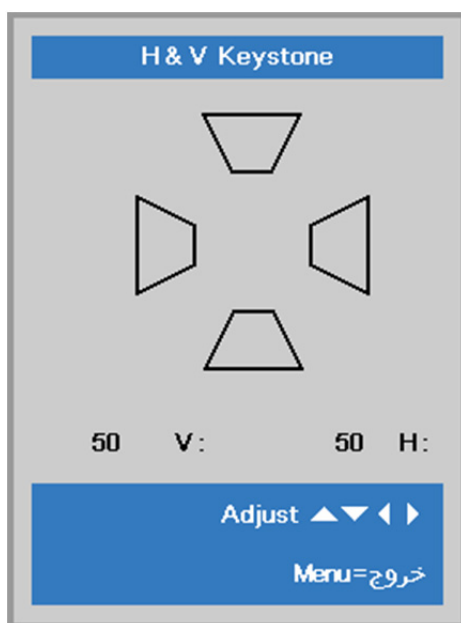 H & V Keystone
50 V: 50 H:
Adjust ▲▼◀▶
خروج=Menu